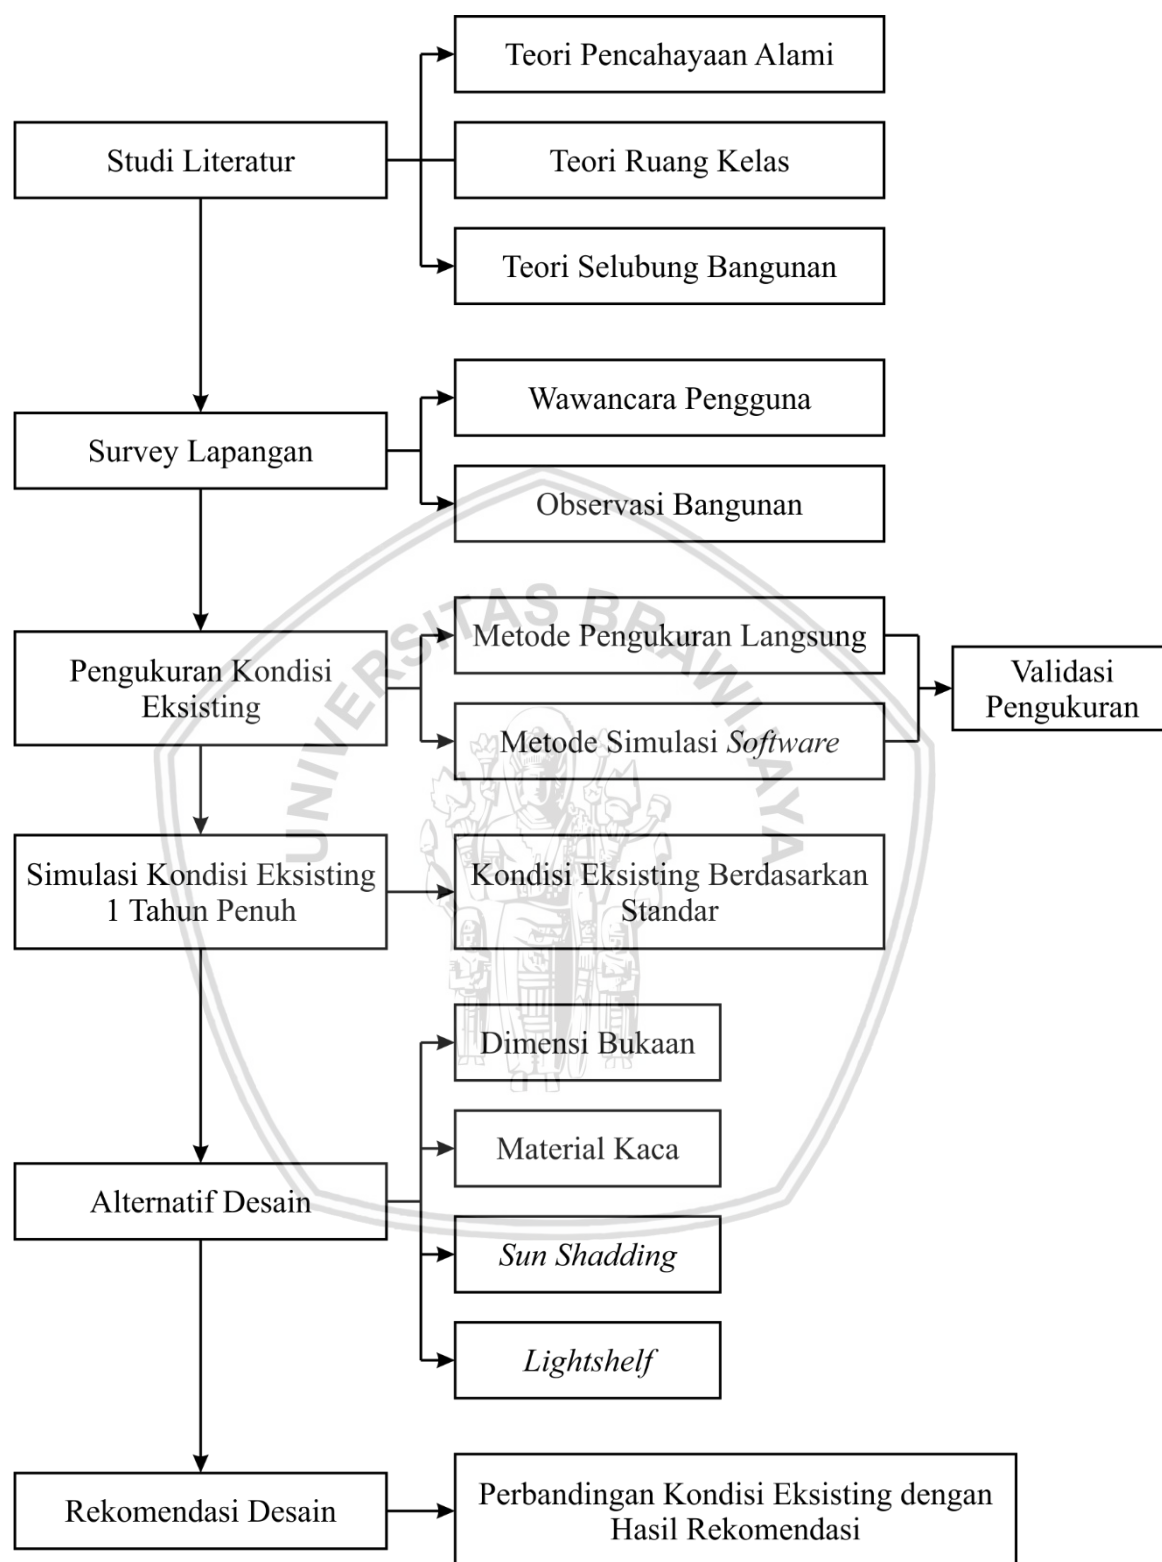 Teori Pencahayaan Alami
Studi Literatur
Teori Ruang Kelas
Teori Selubung Bangunan
Wawancara Pengguna
Survey Lapangan
Observasi Bangunan
UNIVERSITAS BRAWIJAYA
Metode Pengukuran Langsung
Pengukuran Kondisi
Eksisting
Validasi
Pengukuran
Metode Simulasi Software
Simulasi Kondisi Eksisting
1 Tahun Penuh
Kondisi Eksisting Berdasarkan
Standar
Dimensi Bukaan
Material Kaca
Alternatif Desain
Sun Shadding
Lightshelf
Rekomendasi Desain
Perbandingan Kondisi Eksisting dengan
Hasil Rekomendasi